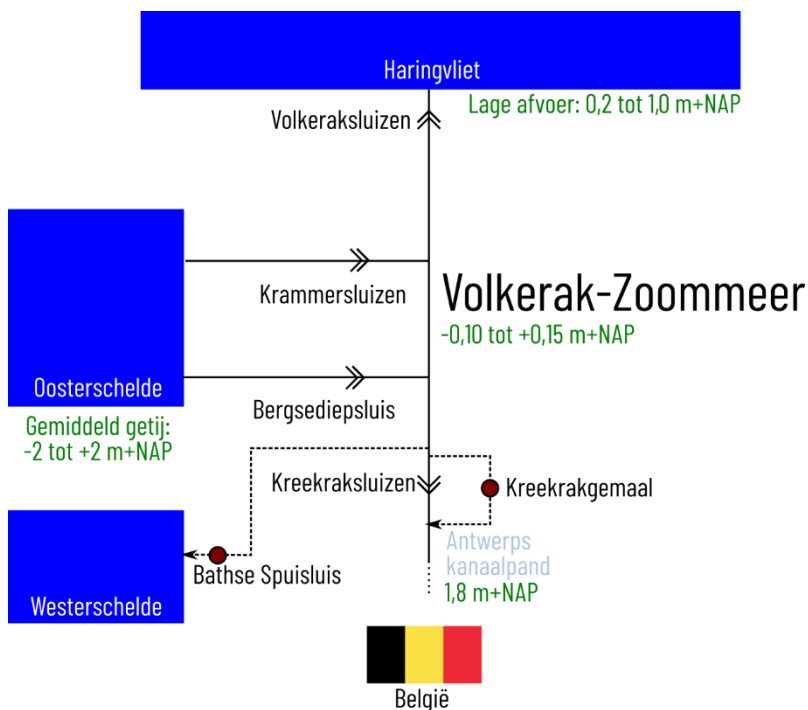 Haringvliet
Lage afvoer: 0,2 tot 1,0 m+NAP
Volkeraksluizen
Krammersluizen
Volkerak-Zoommeer
-0,10 tot +0,15 m+NAP
Oosterschelde
Bergsediepsluis
Gemiddeld getij:
-2 tot +2 m+NAP
Kreekraksluizen
Kreekrakgemaal
Antwerps
kanaalpand
1,8 m+NAP
Bathse Spuisluis
Westerschelde
België